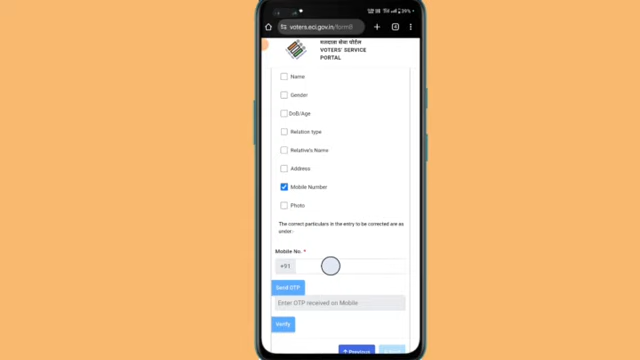 39%
voters.eci.gov.in/form8
मतदाता सेवा पोर्टल
VOTERS' SERVICE
PORTAL
Name
Gender
DoB/Age
Relation type
Relative's Name
Address
Mobile Number
Photo
The correct particulars in the entry to be corrected are as
under:
Mobile No. *
+91
Send OTP
Enter OTP received on Mobile
Verify
Previous